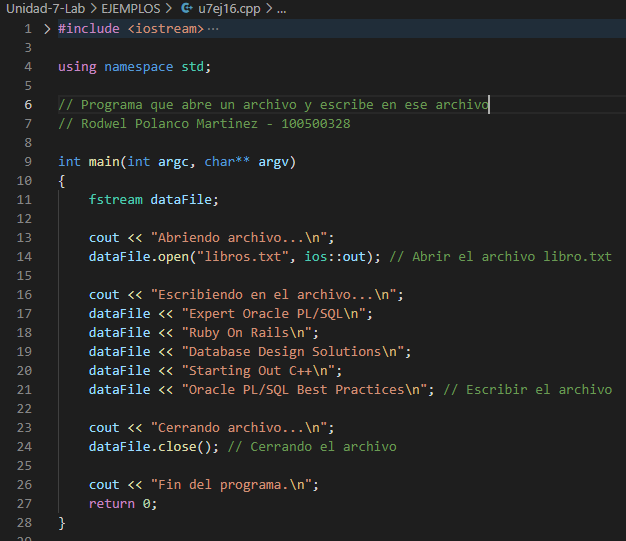 Unidad-7-Lab > EJEMPLOS > u7ej16.cpp > ...
1 > #include <iostream>···
3
4 using namespace std;
5
6 // Programa que abre un archivo y escribe en ese archivo
7 // Rodwel Polanco Martinez - 100500328
8
9 int main(int argc, char** argv)
10 {
11     fstream dataFile;
12
13     cout << "Abriendo archivo...\n";
14     dataFile.open("libros.txt", ios::out); // Abrir el archivo libro.txt
15
16     cout << "Escribiendo en el archivo...\n";
17     dataFile << "Expert Oracle PL/SQL\n";
18     dataFile << "Ruby On Rails\n";
19     dataFile << "Database Design Solutions\n";
20     dataFile << "Starting Out C++\n";
21     dataFile << "Oracle PL/SQL Best Practices\n"; // Escribir el archivo
22
23     cout << "Cerrando archivo...\n";
24     dataFile.close(); // Cerrando el archivo
25
26     cout << "Fin del programa.\n";
27     return 0;
28 }